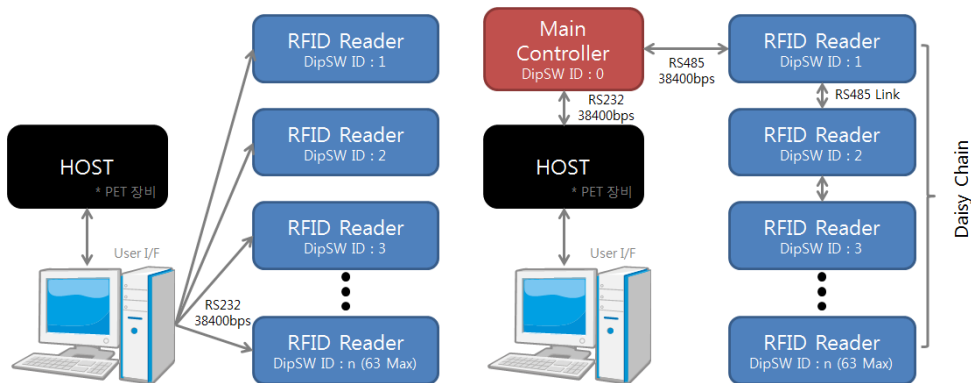 RFID Reader
DipSW ID : 1
RFID Reader
DipSW ID : 2
HOST
* PET 장비
User I/F
RFID Reader
DipSW ID : 3
RS232
38400bps
RFID Reader
DipSW ID : n (63 Max)
Main
Controller
DipSW ID : 0
RS485
38400bps
RFID Reader
DipSW ID : 1
RS232
38400bps
RS485 Link
HOST
* PET 장비
RFID Reader
DipSW ID : 2
User I/F
RFID Reader
DipSW ID : 3
RFID Reader
DipSW ID : n (63 Max)
Daisy Chain